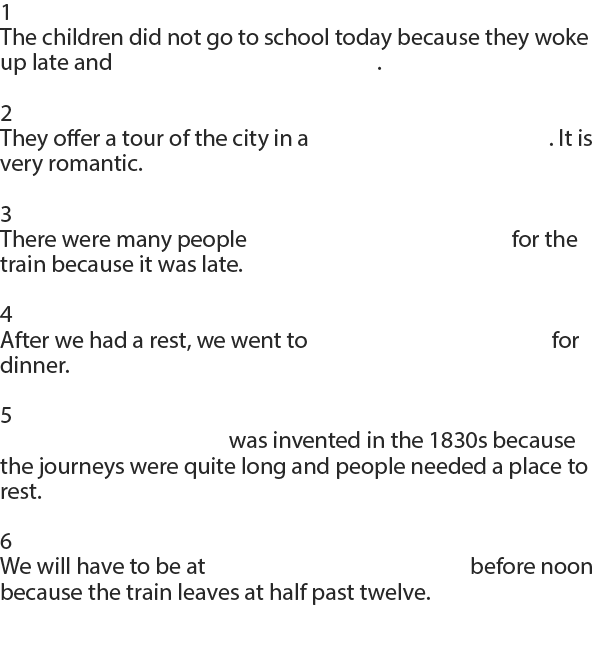 1
The children did not go to school today because they woke
up late and .
2
They offer a tour of the city in a . It is
very romantic.
3
There were many people for the
train because it was late.
4
After we had a rest, we went to for
dinner.
5
was invented in the 1830s because
the journeys were quite long and people needed a place to
rest.
6
We will have to be at before noon
because the train leaves at half past twelve.